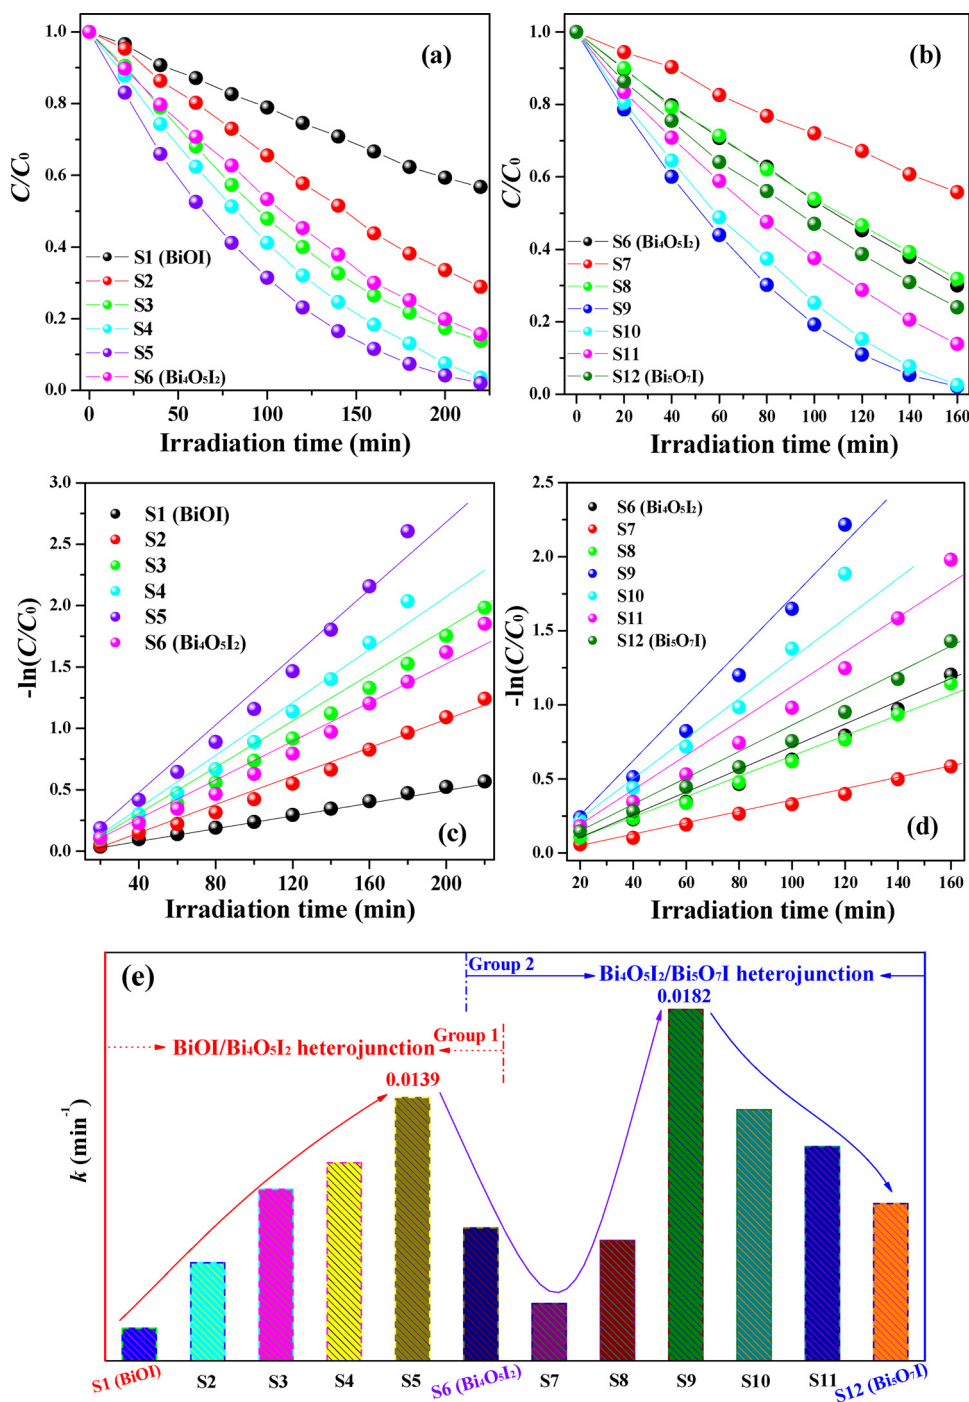 (a)
C/C₀
1.0
0.8
0.6
0.4
0.2
0.0
S1 (BiOI)
S2
S3
S4
S5
S6 (Bi₄O₅I₂)
0 50 100 150 200
Irradiation time (min)
(b)
C/C₀
1.0
0.8
0.6
0.4
0.2
0.0
S6 (Bi₄O₅I₂)
S7
S8
S9
S10
S11
S12 (Bi₅O₇I)
0 20 40 60 80 100 120 140 160
Irradiation time (min)
(c)
-ln(C/C₀)
3.0
2.5
2.0
1.5
1.0
0.5
0.0
S1 (BiOI)
S2
S3
S4
S5
S6 (Bi₄O₅I₂)
40 80 120 160 200
Irradiation time (min)
(d)
-ln(C/C₀)
2.5
2.0
1.5
1.0
0.5
0.0
S6 (Bi₄O₅I₂)
S7
S8
S9
S10
S11
S12 (Bi₅O₇I)
20 40 60 80 100 120 140 160
Irradiation time (min)
(e)
Group 2
Bi₄O₅I₂/Bi₅O₇I heterojunction
0.0182
Group 1
BiOI/Bi₄O₅I₂ heterojunction
0.0139
k (min⁻¹)
S1 (BiOI) S2 S3 S4 S5 S6 (Bi₄O₅I₂) S7 S8 S9 S10 S11 S12 (Bi₅O₇I)